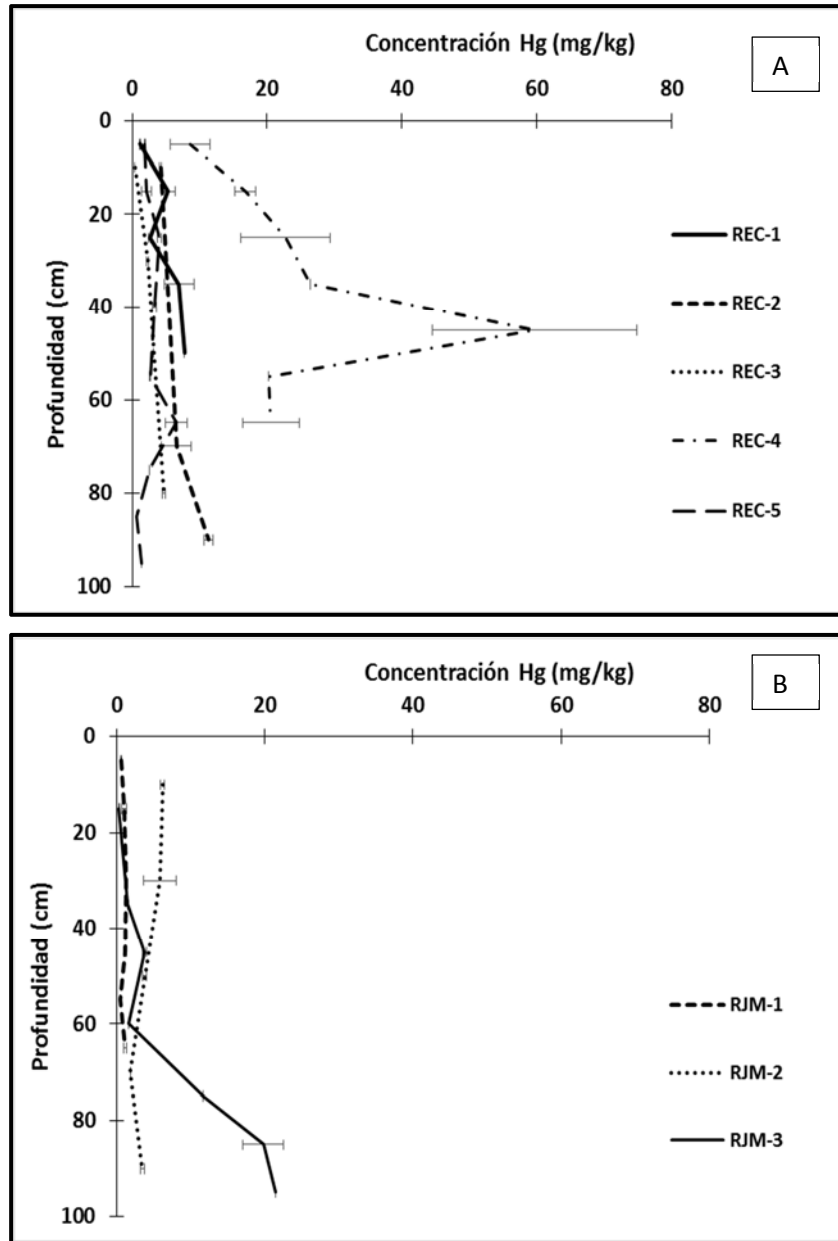 Concentración Hg (mg/kg)
A
0 20 40 60 80
0
20
40
60
80
100
Profundidad (cm)
REC-1
REC-2
REC-3
REC-4
REC-5
Concentración Hg (mg/kg)
B
0 20 40 60 80
0
20
40
60
80
100
Profundidad (cm)
RJM-1
RJM-2
RJM-3